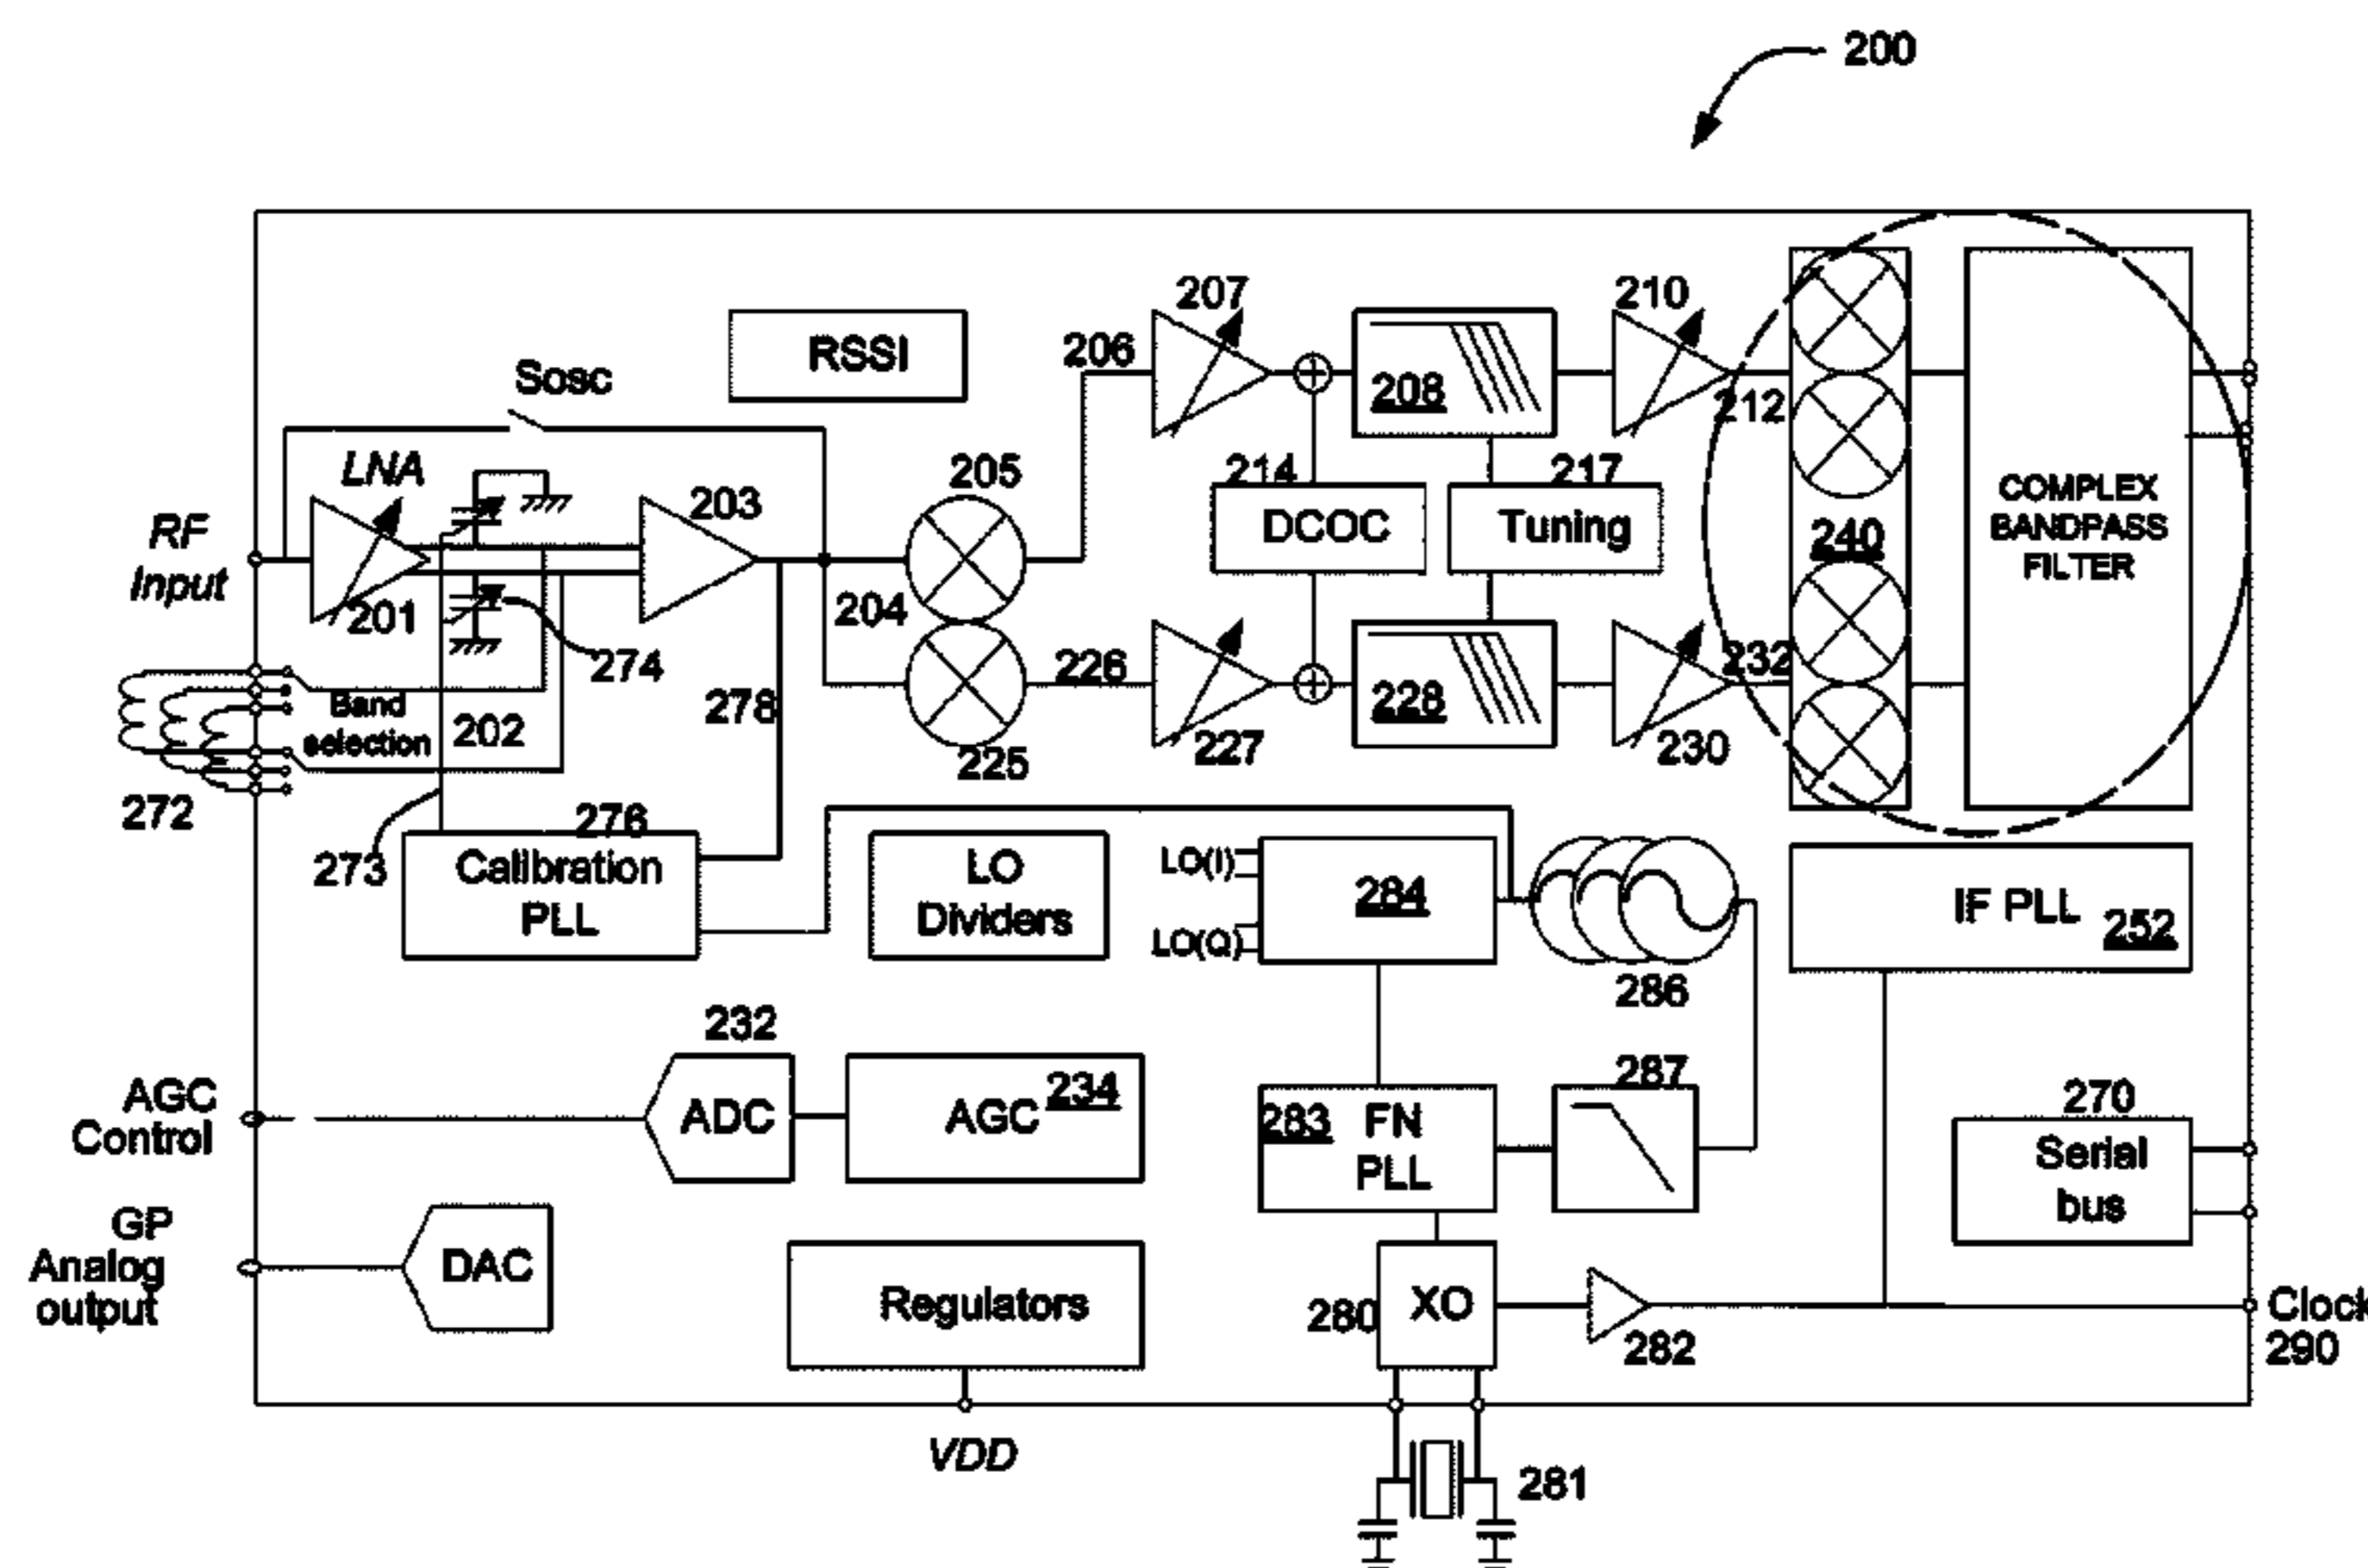 200
RSSI
Sosc
LNA
RF
Input
201
203
204
205
206
207
208
210
212
214
DCOC
217
Tuning
240
COMPLEX
BANDPASS
FILTER
274
272
Band
selection
202
278
225
226
227
228
230
232
273
276
Calibration
PLL
LO
Dividers
LO(I)
LO(Q)
284
286
IF PLL
252
AGC
Control
232
ADC
AGC
234
283
FN
PLL
287
270
Serial
bus
GP
Analog
output
DAC
Regulators
VDD
280
XO
282
281
Clock
290